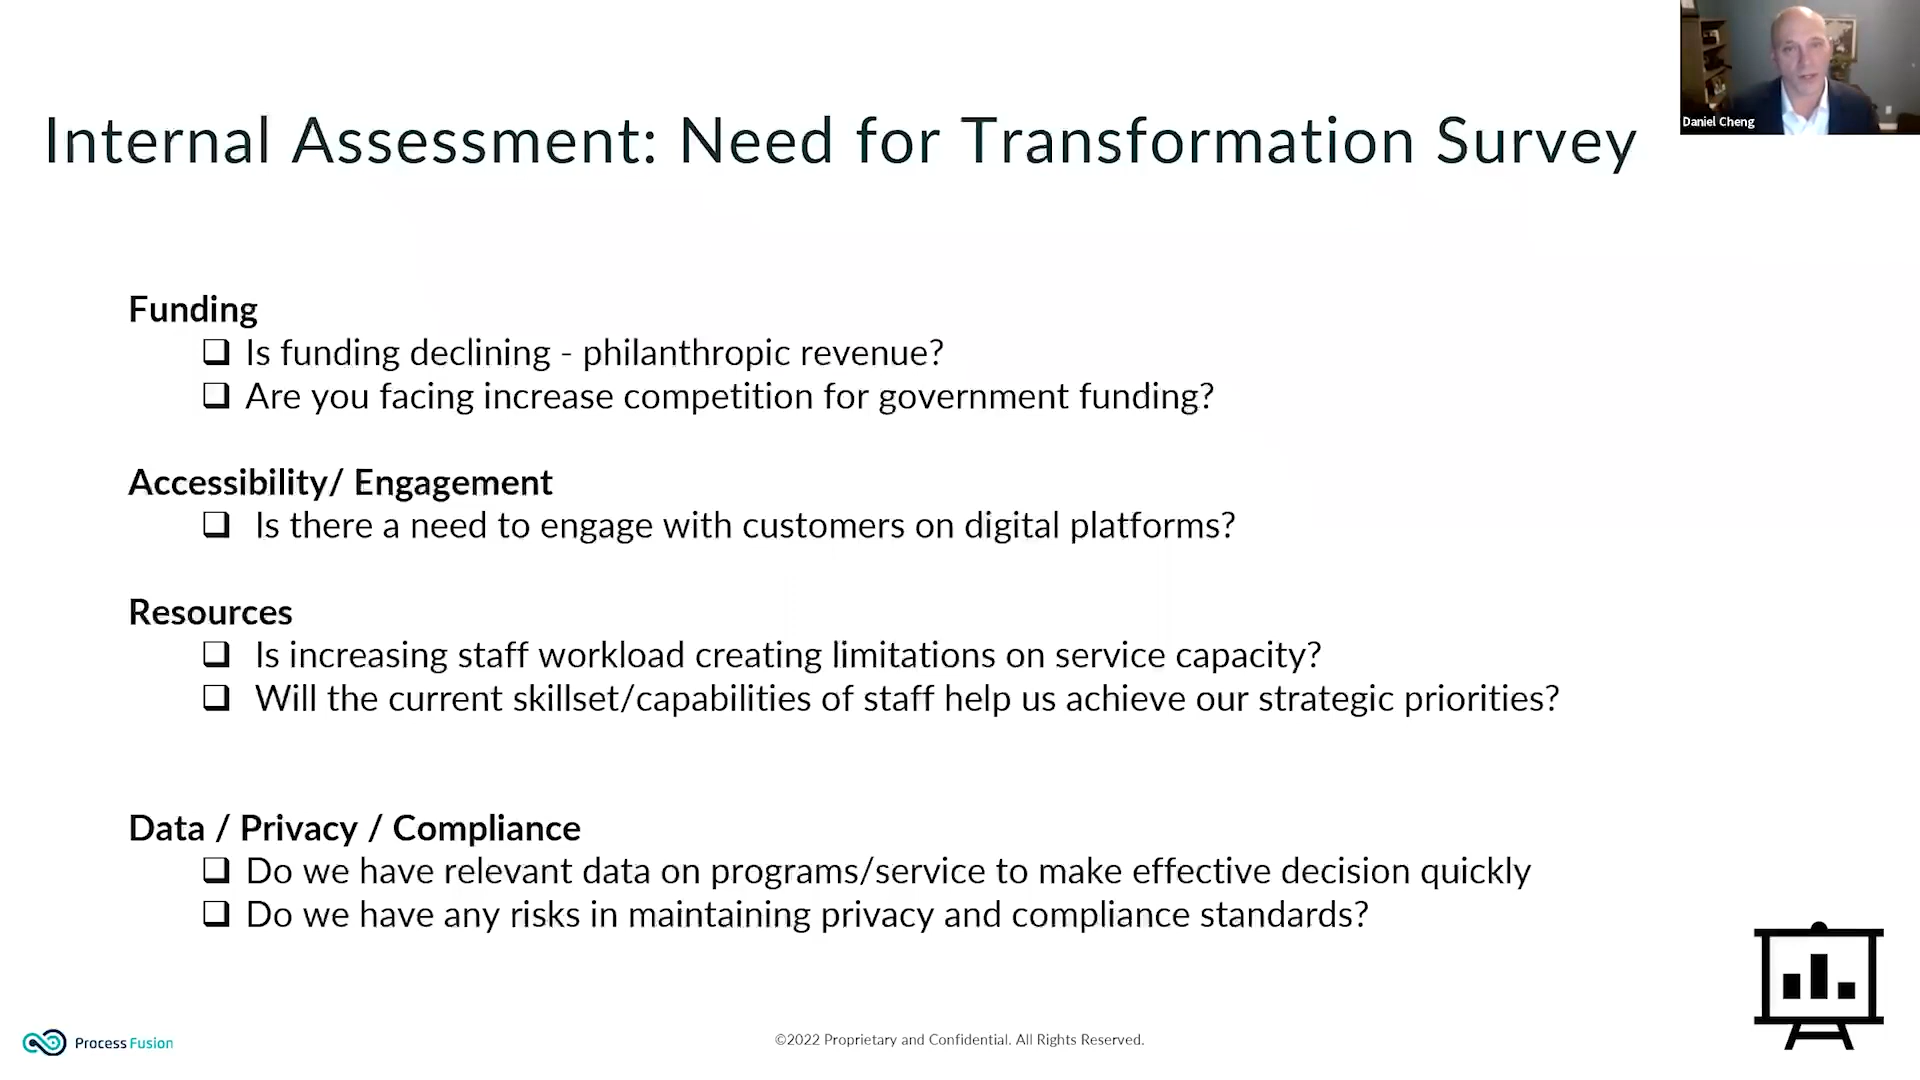 Daniel Cheng
Internal Assessment: Need for Transformation Survey
Funding
❑ Is funding declining - philanthropic revenue?
❑ Are you facing increase competition for government funding?
Accessibility/ Engagement
❑ Is there a need to engage with customers on digital platforms?
Resources
❑ Is increasing staff workload creating limitations on service capacity?
❑ Will the current skillset/capabilities of staff help us achieve our strategic priorities?
Data / Privacy / Compliance
❑ Do we have relevant data on programs/service to make effective decision quickly
❑ Do we have any risks in maintaining privacy and compliance standards?
Process Fusion
©2022 Proprietary and Confidential. All Rights Reserved.